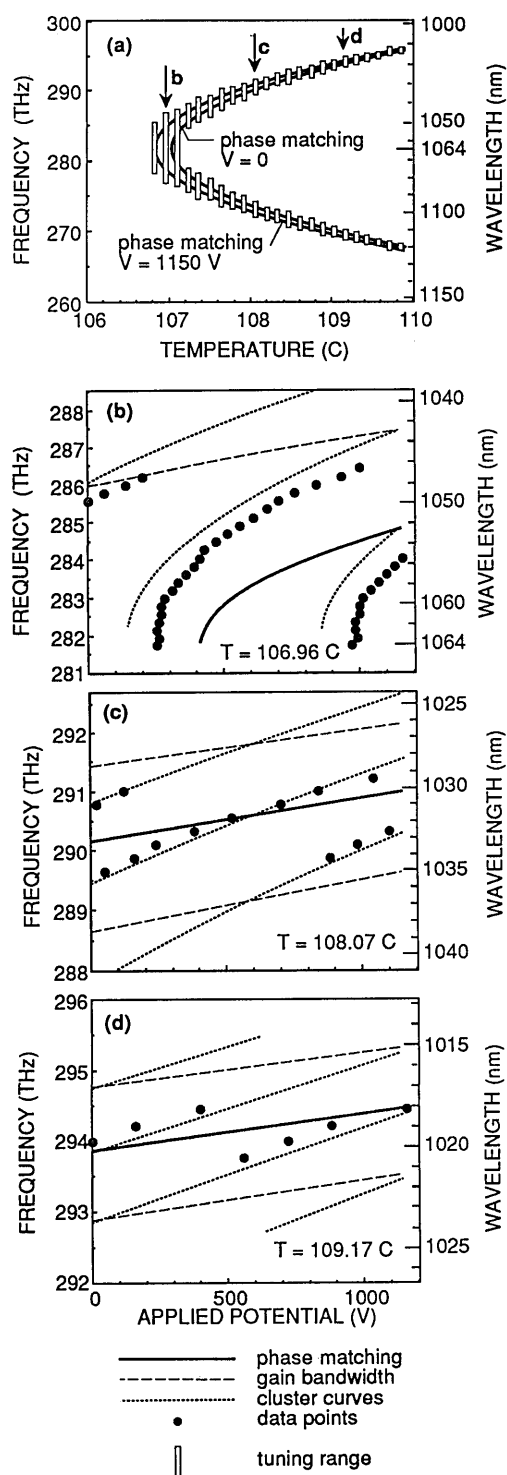 (a)
b
c
d
300
290
280
270
260
FREQUENCY (THz)
1000
1050
1064
1100
1150
WAVELENGTH (nm)
phase matching
V = 0
phase matching
V = 1150 V
106 107 108 109 110
TEMPERATURE (C)
(b)
288
287
286
285
284
283
282
281
FREQUENCY (THz)
1040
1050
1060
1064
WAVELENGTH (nm)
T = 106.96 C
(c)
292
291
290
289
288
FREQUENCY (THz)
1025
1030
1035
1040
WAVELENGTH (nm)
T = 108.07 C
(d)
296
295
294
293
292
FREQUENCY (THz)
1015
1020
1025
WAVELENGTH (nm)
T = 109.17 C
0 500 1000
APPLIED POTENTIAL (V)
phase matching
gain bandwidth
cluster curves
data points
tuning range